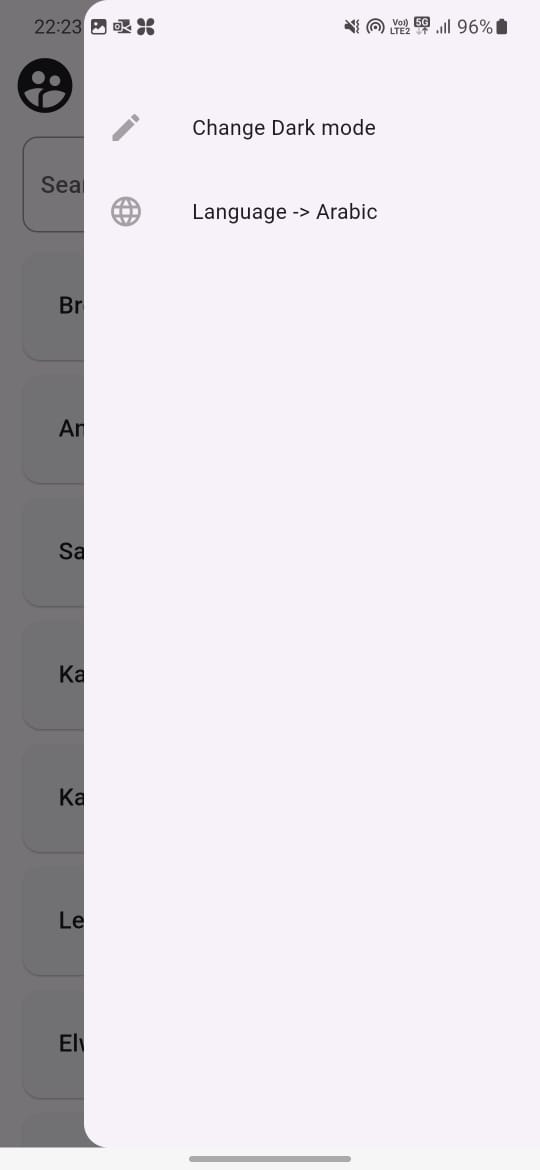 22:23
Vo))
LTE2
5G
96%
Change Dark mode
Language -> Arabic
Sea
Br
An
Sa
Ka
Ka
Le
Elv